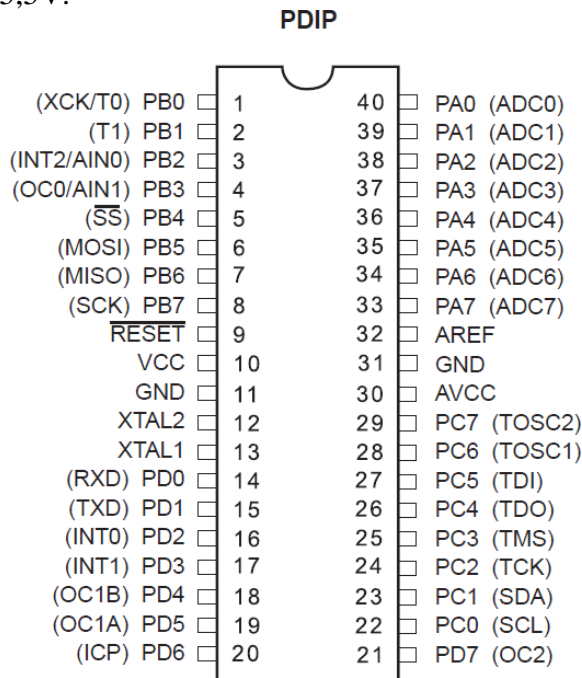 3,3V.
PDIP
(XCK/T0) PB0 1 40 PA0 (ADC0)
(T1) PB1 2 39 PA1 (ADC1)
(INT2/AIN0) PB2 3 38 PA2 (ADC2)
(OC0/AIN1) PB3 4 37 PA3 (ADC3)
(SS) PB4 5 36 PA4 (ADC4)
(MOSI) PB5 6 35 PA5 (ADC5)
(MISO) PB6 7 34 PA6 (ADC6)
(SCK) PB7 8 33 PA7 (ADC7)
RESET 9 32 AREF
VCC 10 31 GND
GND 11 30 AVCC
XTAL2 12 29 PC7 (TOSC2)
XTAL1 13 28 PC6 (TOSC1)
(RXD) PD0 14 27 PC5 (TDI)
(TXD) PD1 15 26 PC4 (TDO)
(INT0) PD2 16 25 PC3 (TMS)
(INT1) PD3 17 24 PC2 (TCK)
(OC1B) PD4 18 23 PC1 (SDA)
(OC1A) PD5 19 22 PC0 (SCL)
(ICP) PD6 20 21 PD7 (OC2)